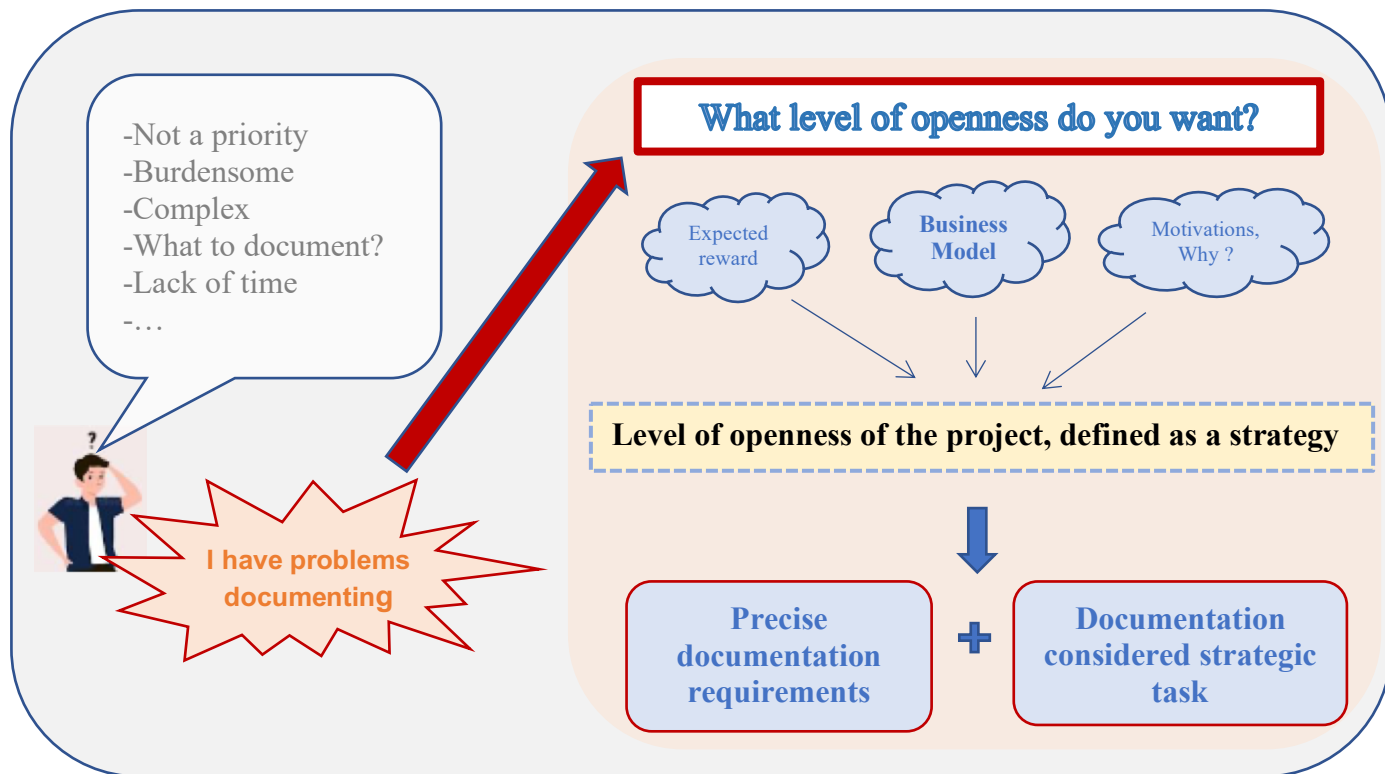 -Not a priority
-Burdensome
-Complex
-What to document?
-Lack of time
-…
?
I have problems
documenting
What level of openness do you want?
Expected
reward
Business
Model
Motivations,
Why ?
Level of openness of the project, defined as a strategy
Precise
documentation
requirements
+
Documentation
considered strategic
task